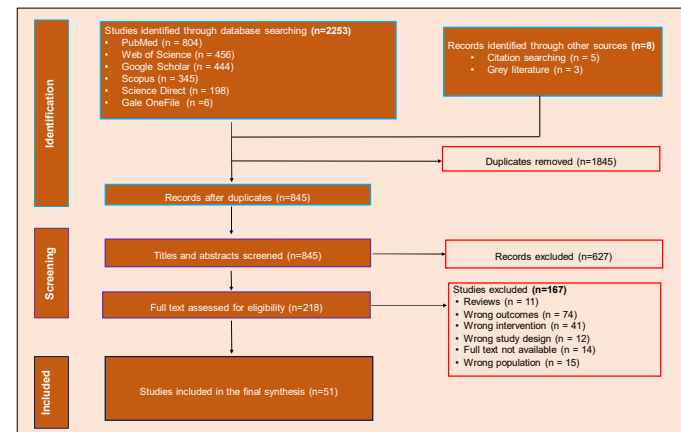 Identification
Studies identified through database searching (n=2253)
• PubMed (n = 804)
• Web of Science (n = 456)
• Google Scholar (n = 444)
• Scopus (n = 345)
• Science Direct (n = 198)
• Gale OneFile (n =6)
Records identified through other sources (n=8)
• Citation searching (n = 5)
• Grey literature (n = 3)
Duplicates removed (n=1845)
Records after duplicates (n=845)
Screening
Titles and abstracts screened (n=845)
Records excluded (n=627)
Full text assessed for eligibility (n=218)
Studies excluded (n=167)
• Reviews (n = 11)
• Wrong outcomes (n = 74)
• Wrong intervention (n = 41)
• Wrong study design (n = 12)
• Full text not available (n = 14)
• Wrong population (n = 15)
Included
Studies included in the final synthesis (n=51)